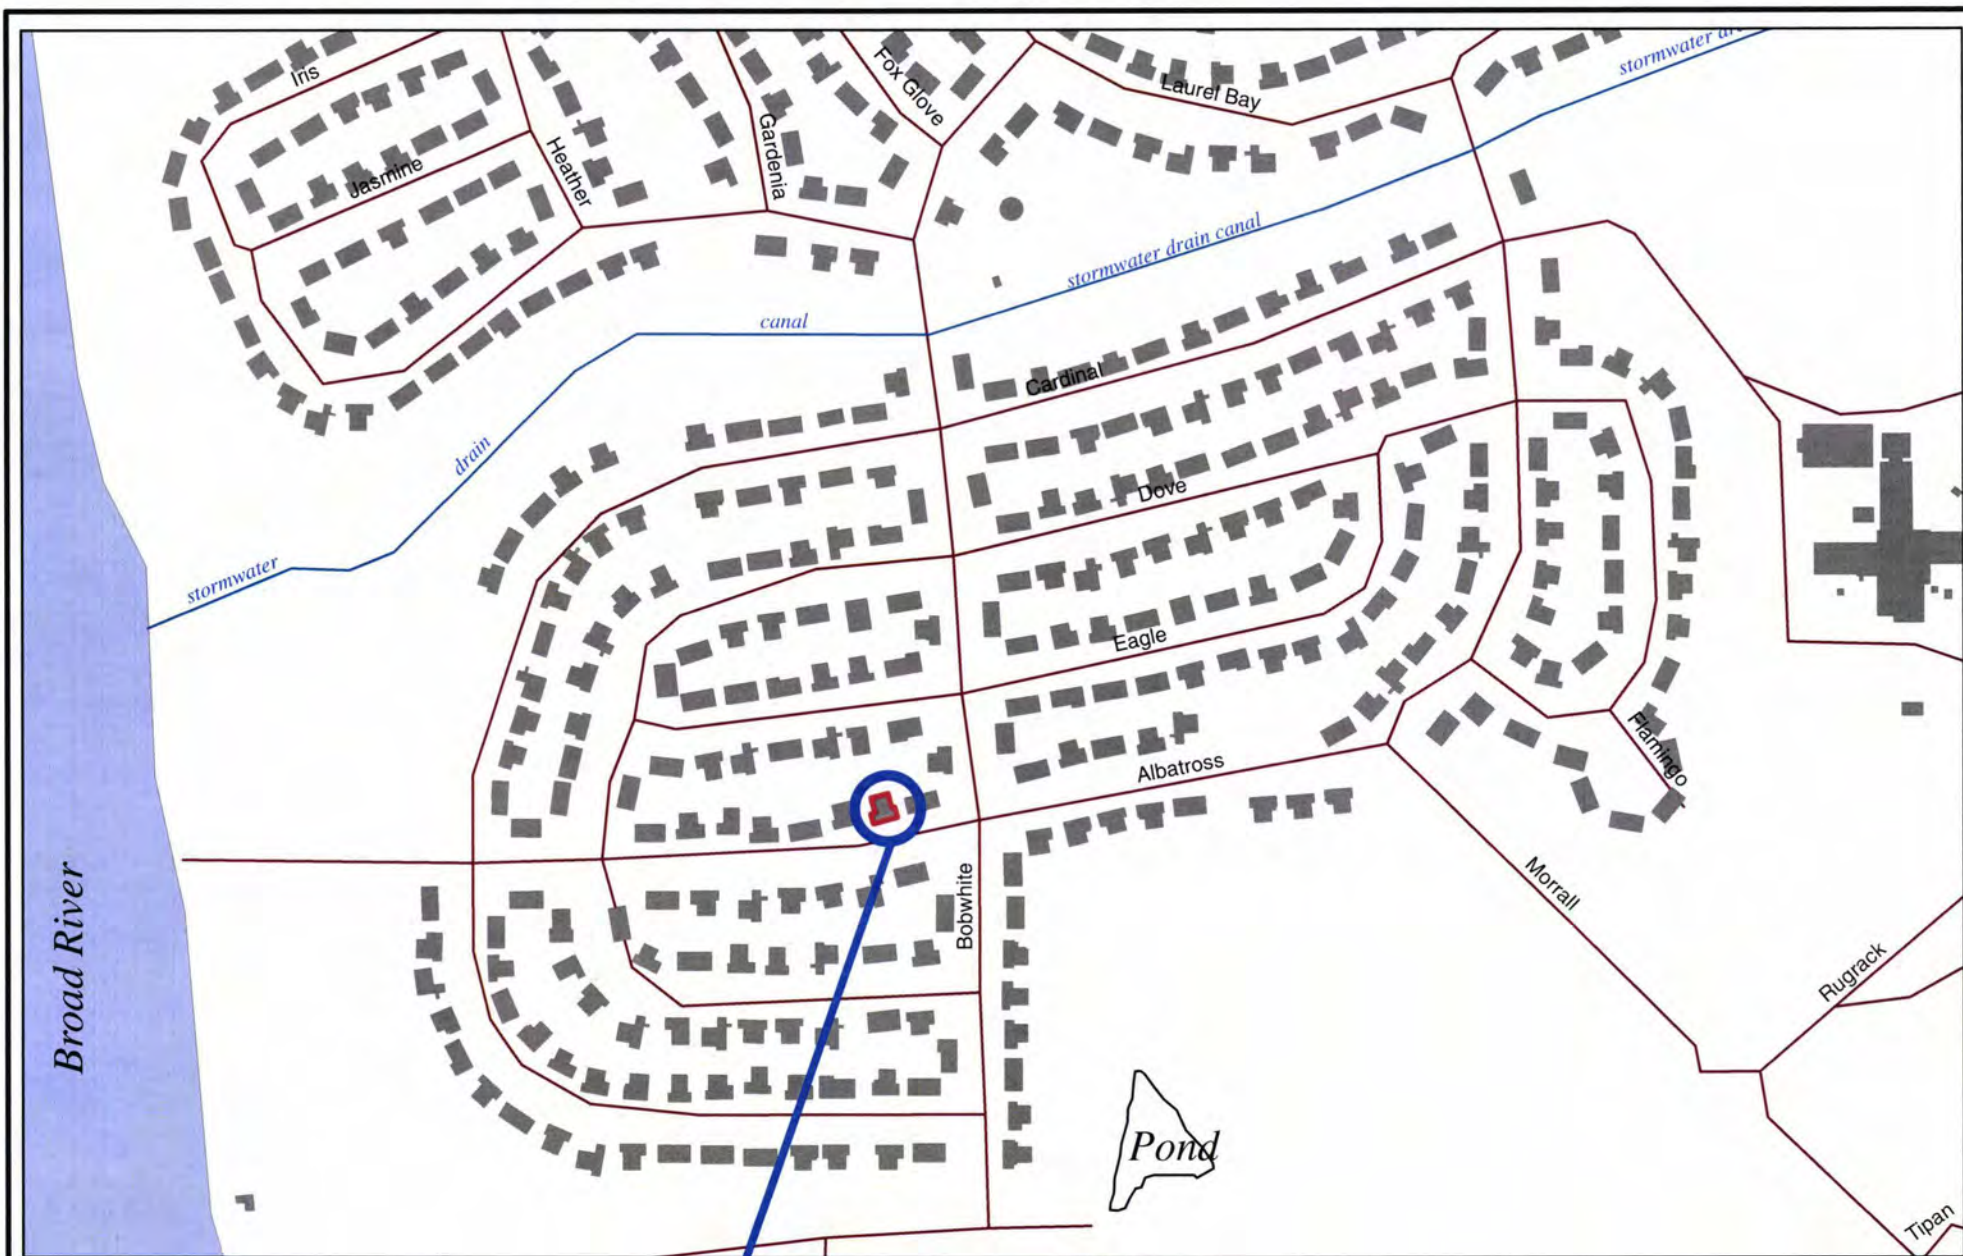 Iris
Fox Glove
Laurel Bay
stormwater dr
Gardenia
Heather
Jasmine
stormwater drain canal
canal
Cardinal
drain
Dove
stormwater
Eagle
Flamingo
Albatross
Broad River
Bobwhite
Morrall
Rugrack
Pond
Tipan